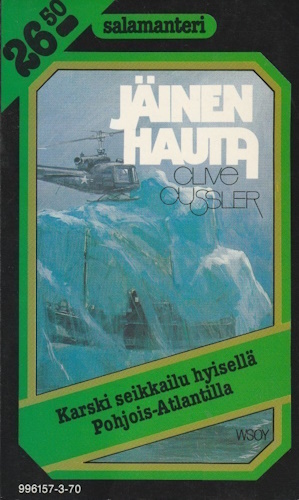 26.50
salamanteri
JÄINEN
HAUTA
CLIVE
CUSSLER
Karski seikkailu hyisellä
Pohjois-Atlantilla
WSOY
996157-3-70